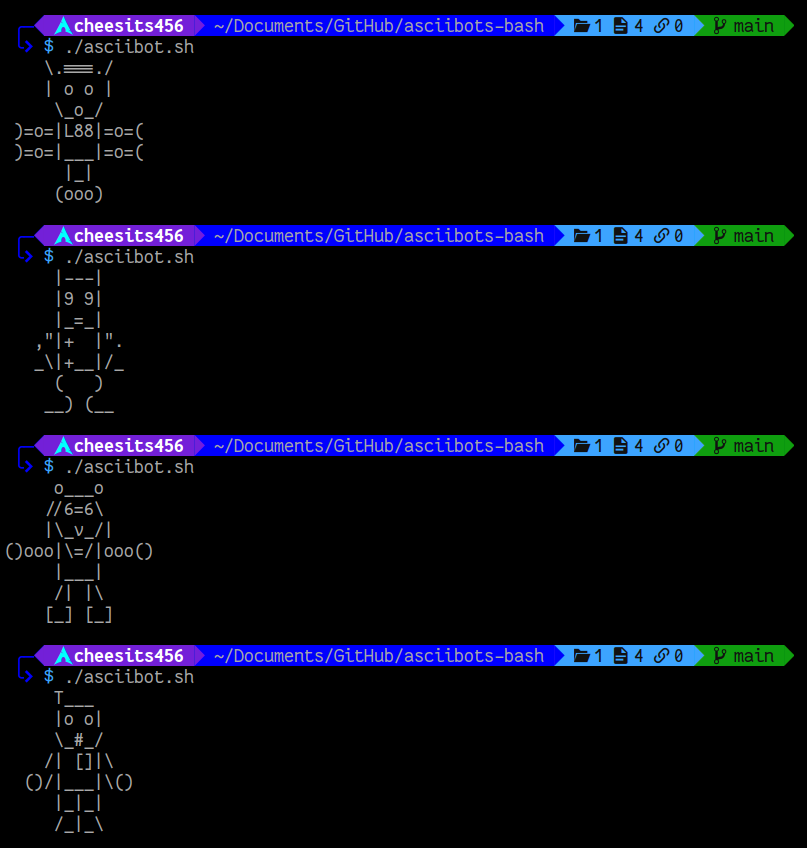 cheesits456 ~/Documents/GitHub/asciibots-bash 1 4 0 main
$ ./asciibot.sh
    \.===./
    | o o |
     \_o_/
 )=o=|L88|=o=(
 )=o=|___|=o=(
      |_|
     (ooo)
cheesits456 ~/Documents/GitHub/asciibots-bash 1 4 0 main
$ ./asciibot.sh
     |---|
     |9 9|
     |_=_|
   ,"|+  |".
   _\|+__|/_
     (   )
    __) (__
cheesits456 ~/Documents/GitHub/asciibots-bash 1 4 0 main
$ ./asciibot.sh
     o___o
    //6=6\
    |\_v_/|
()ooo|\=/|ooo()
     |___|
     /| |\
    [_] [_]
cheesits456 ~/Documents/GitHub/asciibots-bash 1 4 0 main
$ ./asciibot.sh
     T___
     |o o|
     \_#_/
    /| []|\
  ()/|___|\()
     |_|_|
     /_|_\